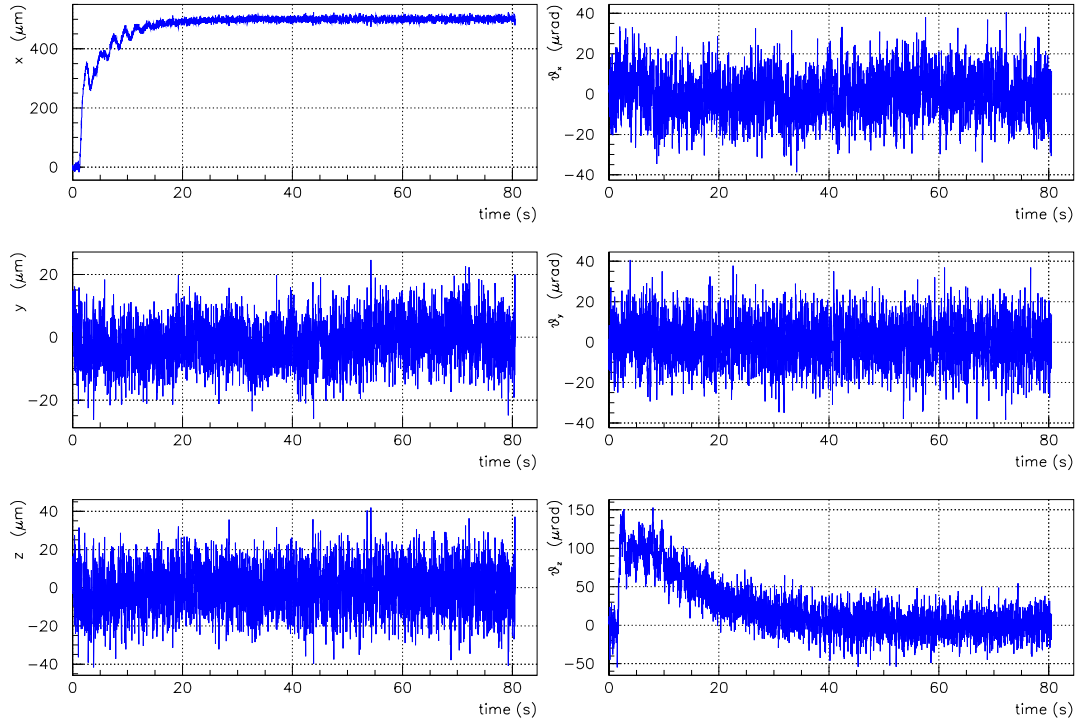 x (μm)
400
200
0
0 20 40 60 80
time (s)
ϑx (μrad)
40
20
0
−20
−40
0 20 40 60 80
time (s)
y (μm)
20
0
−20
0 20 40 60 80
time (s)
ϑy (μrad)
40
20
0
−20
−40
0 20 40 60 80
time (s)
z (μm)
40
20
0
−20
−40
0 20 40 60 80
time (s)
ϑz (μrad)
150
100
50
0
−50
0 20 40 60 80
time (s)